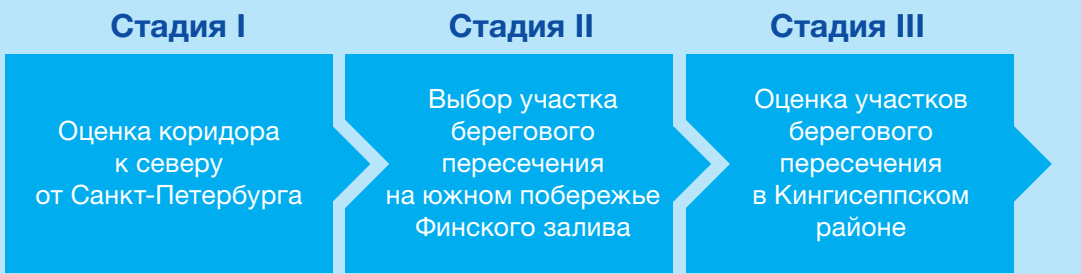 Стадия I
Оценка коридора
к северу
от Санкт-Петербурга
Стадия II
Выбор участка
берегового
пересечения
на южном побережье
Финского залива
Стадия III
Оценка участков
берегового
пересечения
в Кингисеппском
районе